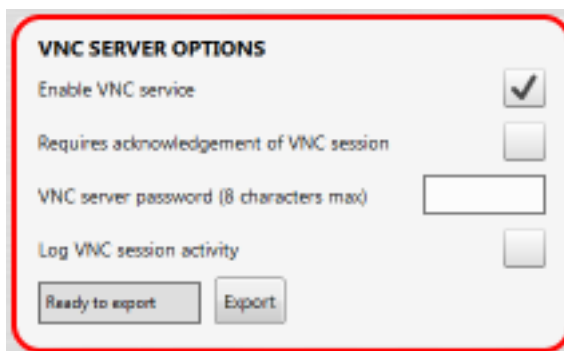 VNC SERVER OPTIONS
Enable VNC service
Requires acknowledgement of VNC session
VNC server password (8 characters max)
Log VNC session activity
Ready to export Export